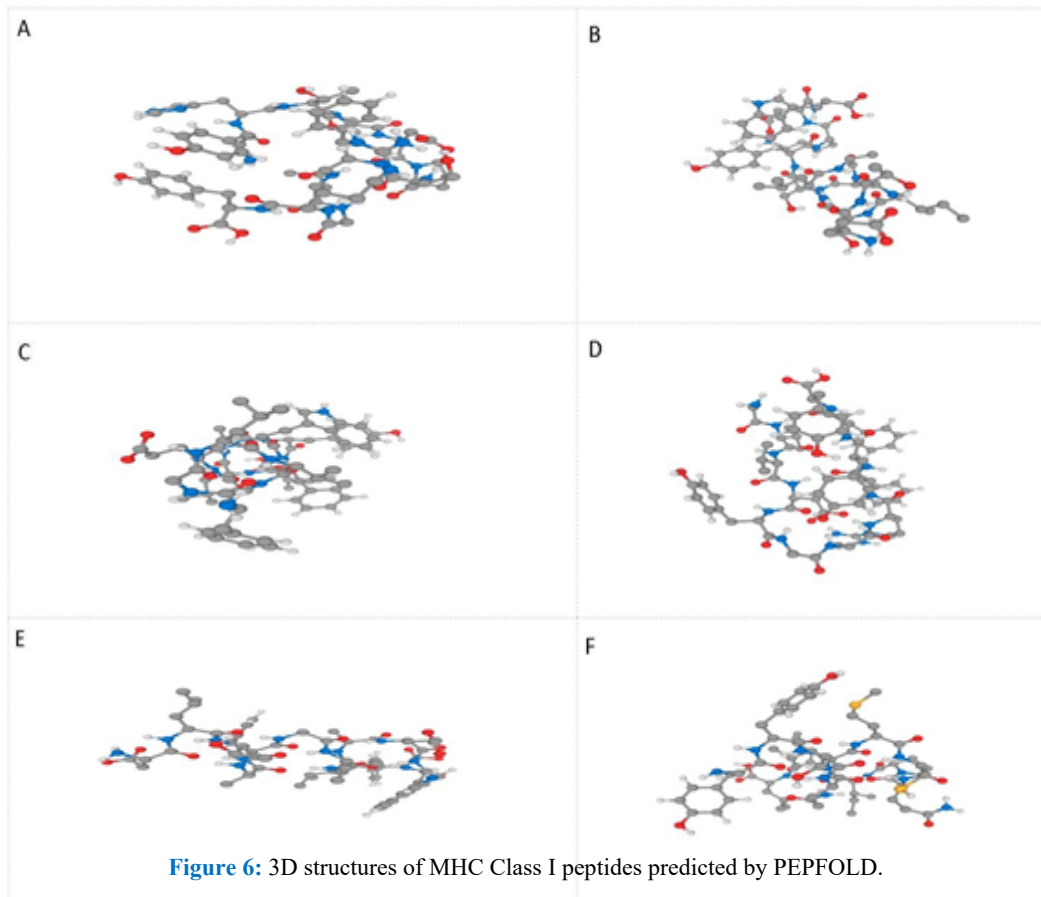 A
B
C
D
E
F
Figure 6: 3D structures of MHC Class I peptides predicted by PEPFOLD.